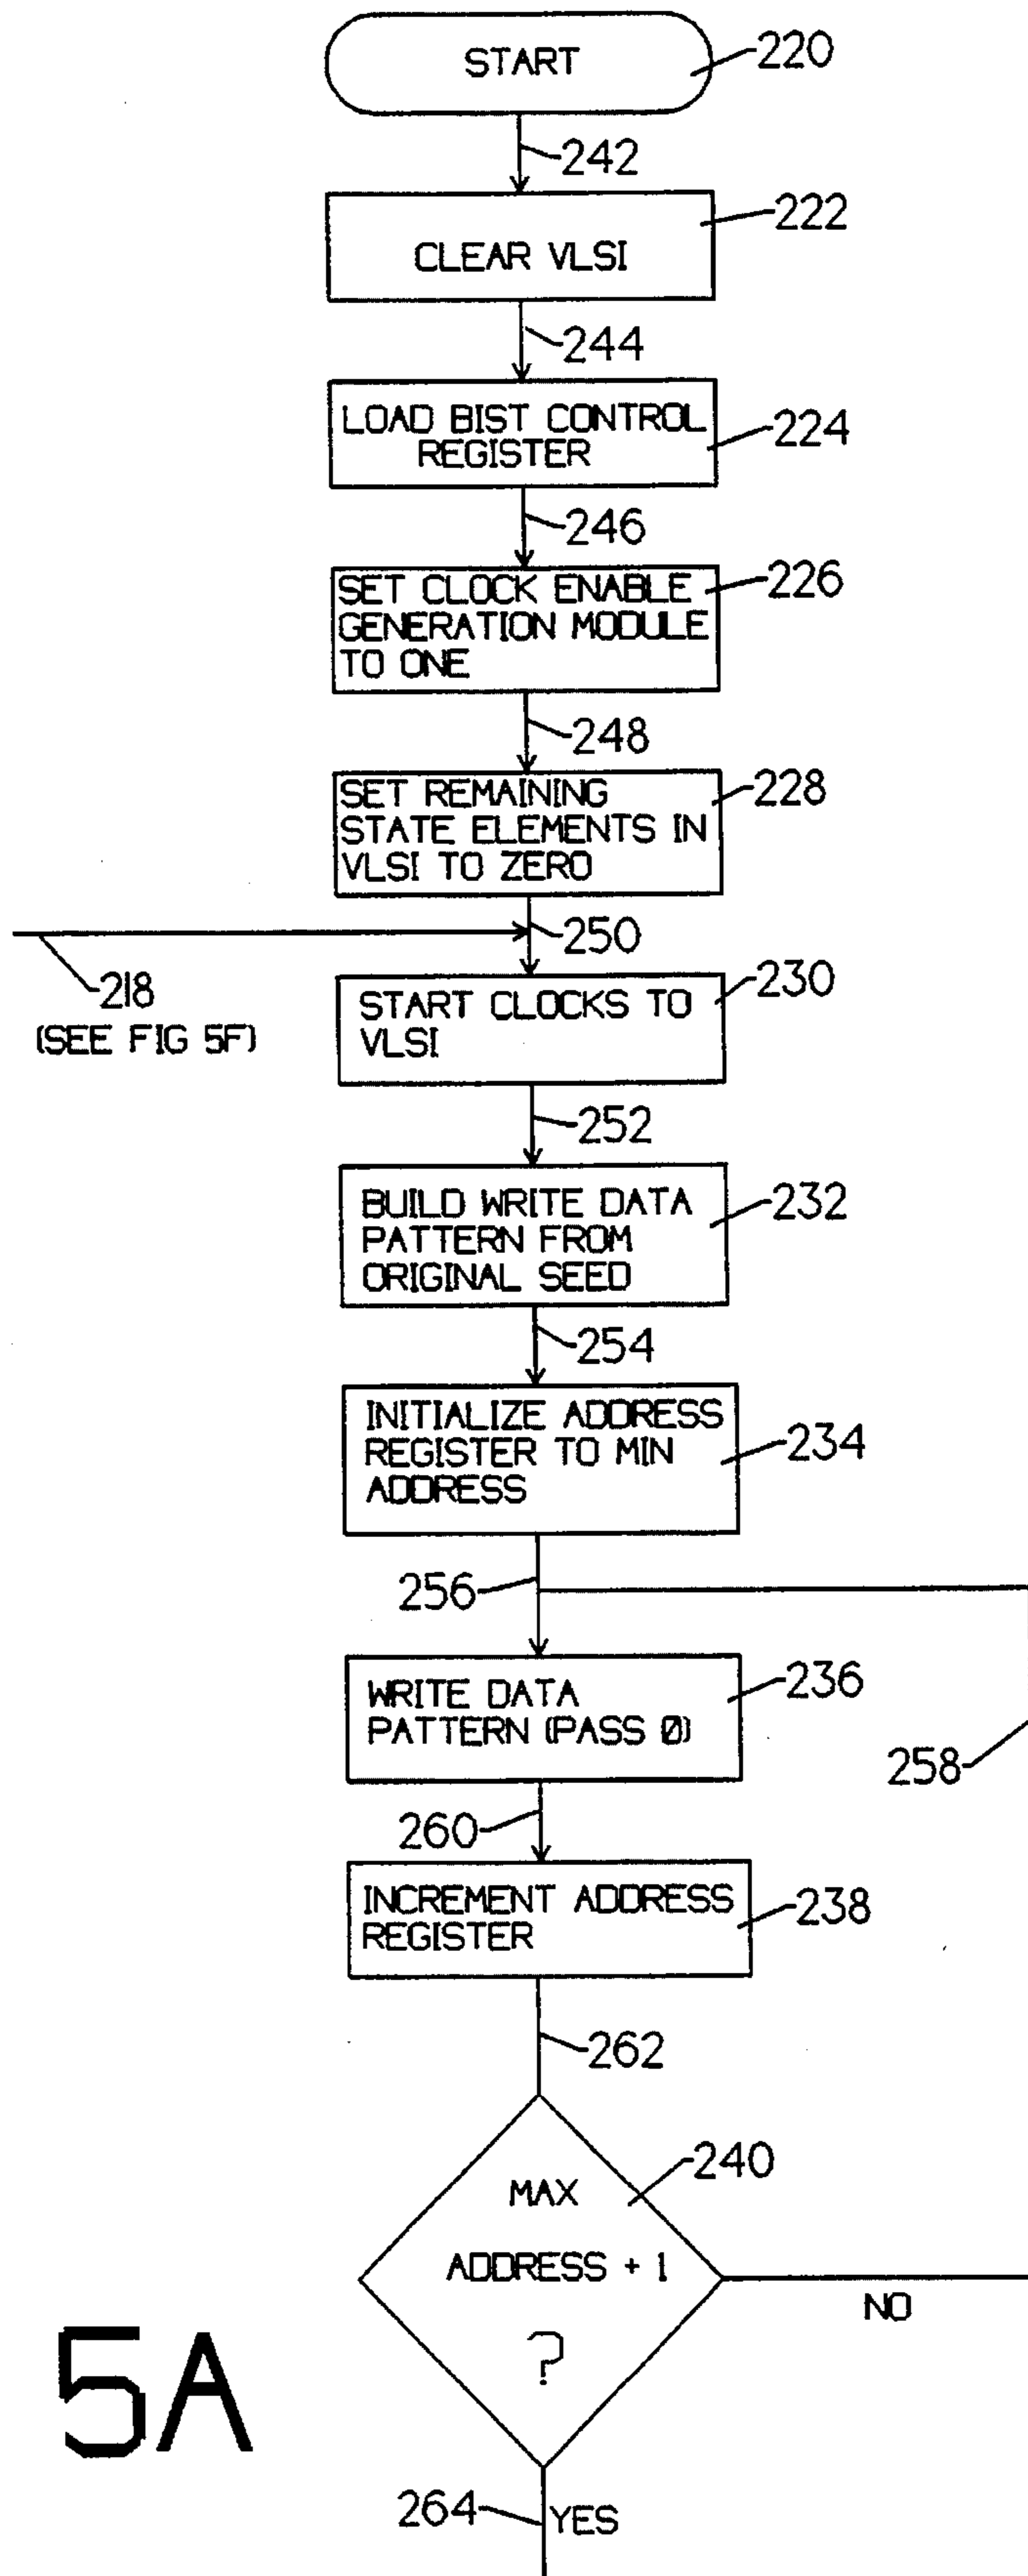 START
220
242
222
CLEAR VLSI
244
LOAD BIST CONTROL
REGISTER
224
246
SET CLOCK ENABLE
GENERATION MODULE
TO ONE
226
248
SET REMAINING
STATE ELEMENTS IN
VLSI TO ZERO
228
250
218
(SEE FIG 5F)
START CLOCKS TO
VLSI
230
252
BUILD WRITE DATA
PATTERN FROM
ORIGINAL SEED
232
254
INITIALIZE ADDRESS
REGISTER TO MIN
ADDRESS
234
256
WRITE DATA
PATTERN (PASS 0)
236
258
260
INCREMENT ADDRESS
REGISTER
238
262
240
MAX
ADDRESS + 1
?
NO
5A
264
YES